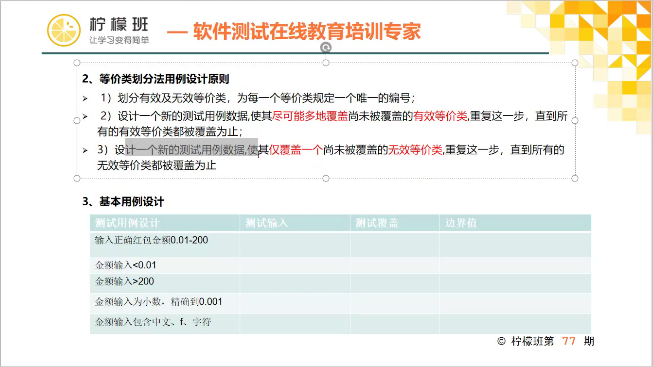 柠檬班
让学习变得简单
— 软件测试在线教育培训专家
2、等价类划分法用例设计原则
➢ 1）划分有效及无效等价类，为每一个等价类规定一个唯一的编号；
➢ 2）设计一个新的测试用例数据,使其尽可能多地覆盖尚未被覆盖的有效等价类,重复这一步，直到所
有的有效等价类都被覆盖为止；
➢ 3）设计一个新的测试用例数据,使其仅覆盖一个尚未被覆盖的无效等价类,重复这一步，直到所有的
无效等价类都被覆盖为止
3、基本用例设计
测试用例设计 测试输入 测试覆盖 边界值
输入正确红包金额0.01-200
金额输入<0.01
金额输入>200
金额输入为小数，精确到0.001
金额输入包含中文、f、字符
© 柠檬班第 77 期